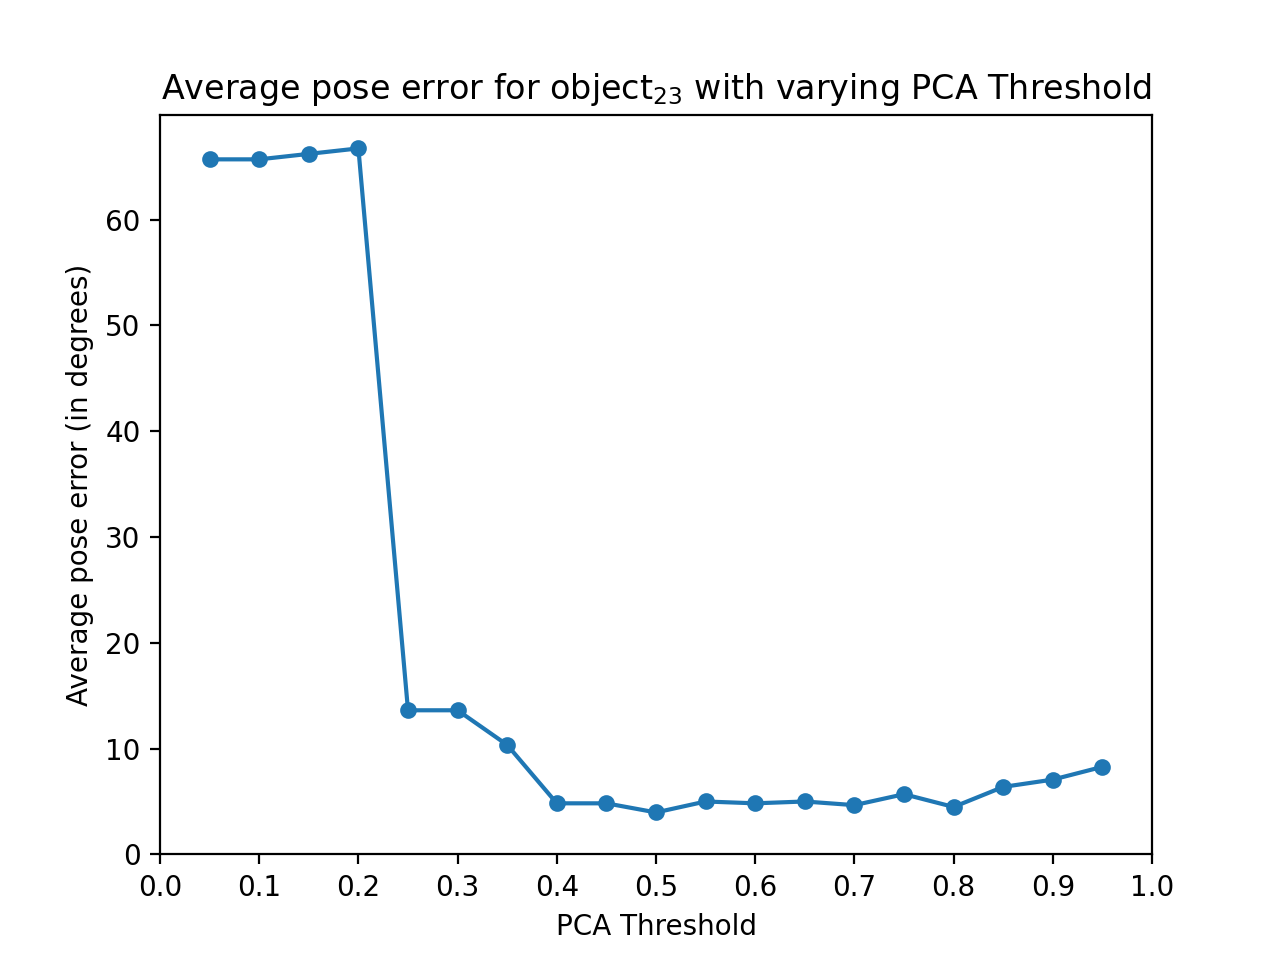 Average pose error for object₂₃ with varying PCA Threshold
Average pose error (in degrees)
60
50
40
30
20
10
0
0.0 0.1 0.2 0.3 0.4 0.5 0.6 0.7 0.8 0.9 1.0
PCA Threshold